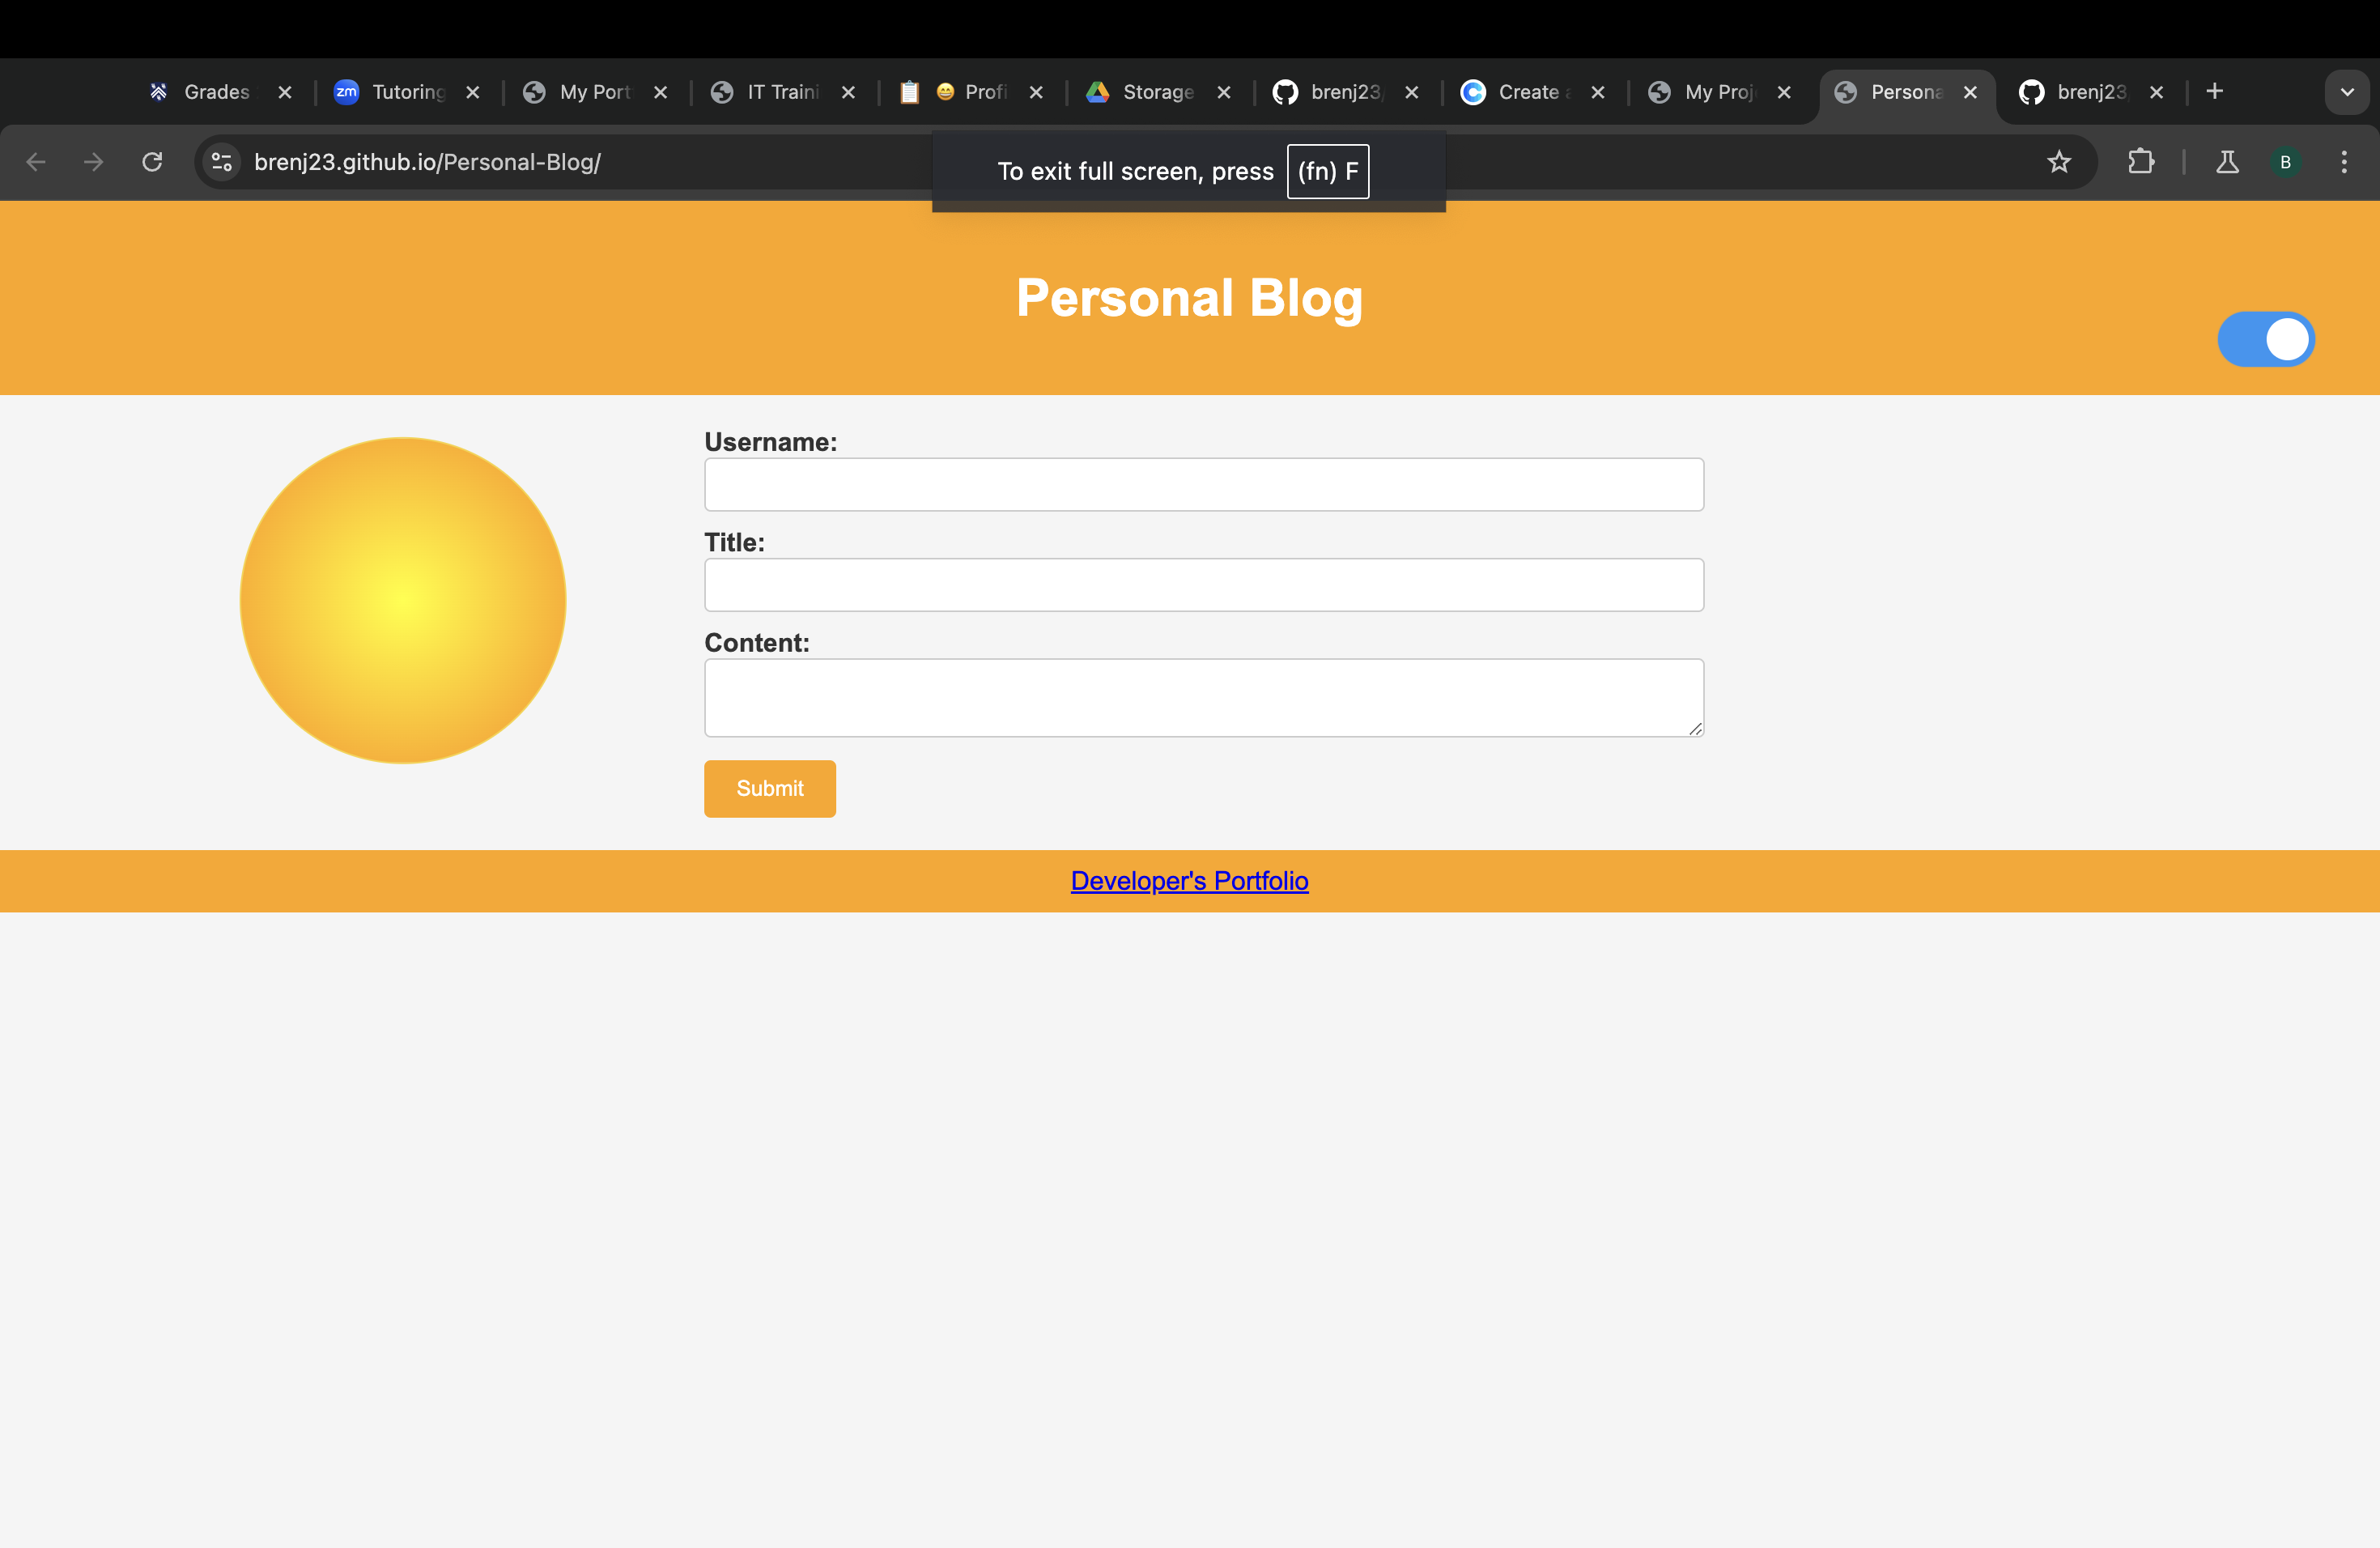 Grades
zm Tutoring
My Port
IT Traini
Profi
Storage
brenj23/
Create a
My Proj
Persona
brenj23
brenj23.github.io/Personal-Blog/
B
To exit full screen, press (fn) F
Personal Blog
Username:
Title:
Content:
Submit
Developer's Portfolio